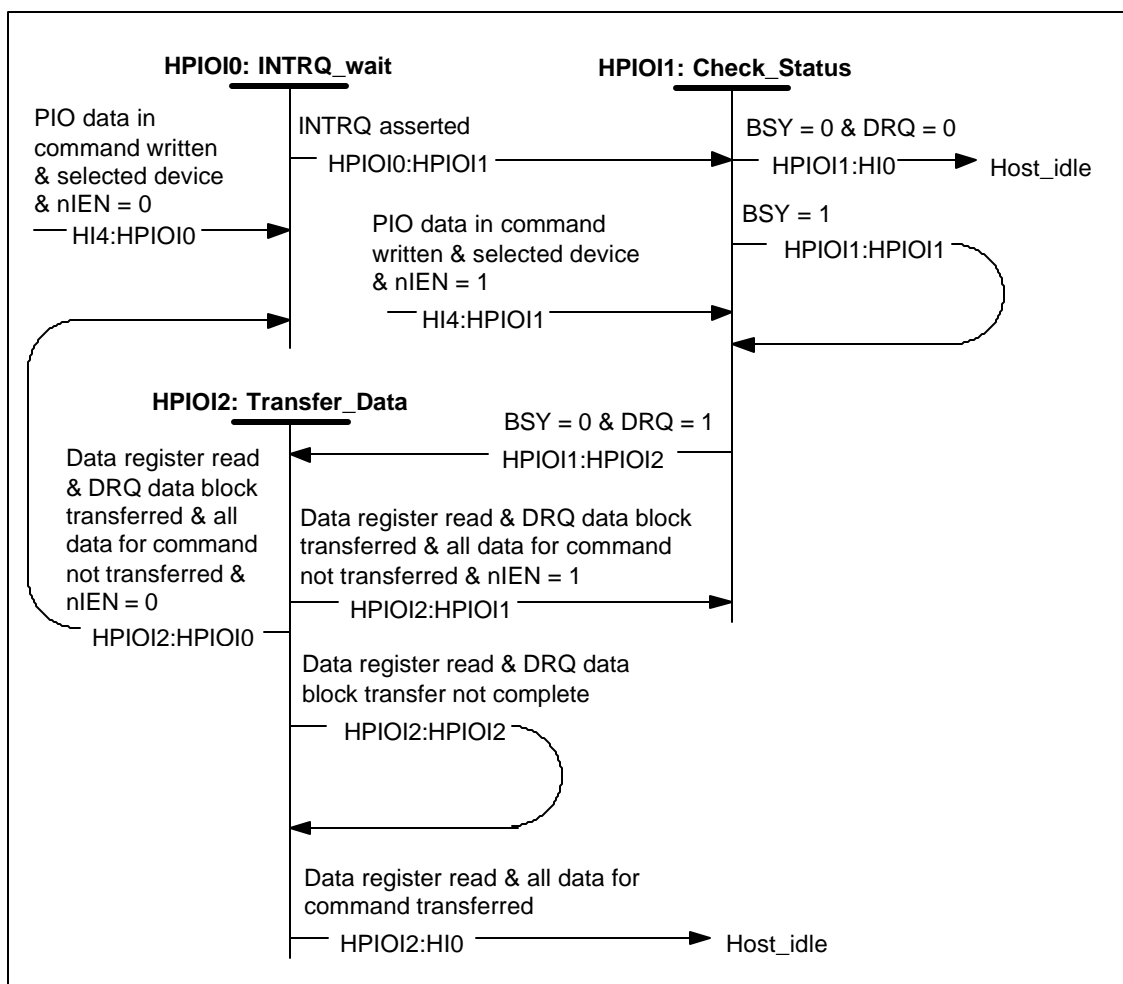 HPIOI0: INTRQ_wait
HPIOI1: Check_Status
PIO data in
command written
& selected device
& nIEN = 0
HI4:HPIOI0
INTRQ asserted
HPIOI0:HPIOI1
BSY = 0 & DRQ = 0
HPIOI1:HI0
Host_idle
PIO data in command
written & selected device
& nIEN = 1
HI4:HPIOI1
BSY = 1
HPIOI1:HPIOI1
HPIOI2: Transfer_Data
BSY = 0 & DRQ = 1
HPIOI1:HPIOI2
Data register read
& DRQ data block
transferred & all
data for command
not transferred &
nIEN = 0
HPIOI2:HPIOI0
Data register read & DRQ data block
transferred & all data for command
not transferred & nIEN = 1
HPIOI2:HPIOI1
Data register read & DRQ data
block transfer not complete
HPIOI2:HPIOI2
Data register read & all data for
command transferred
HPIOI2:HI0
Host_idle